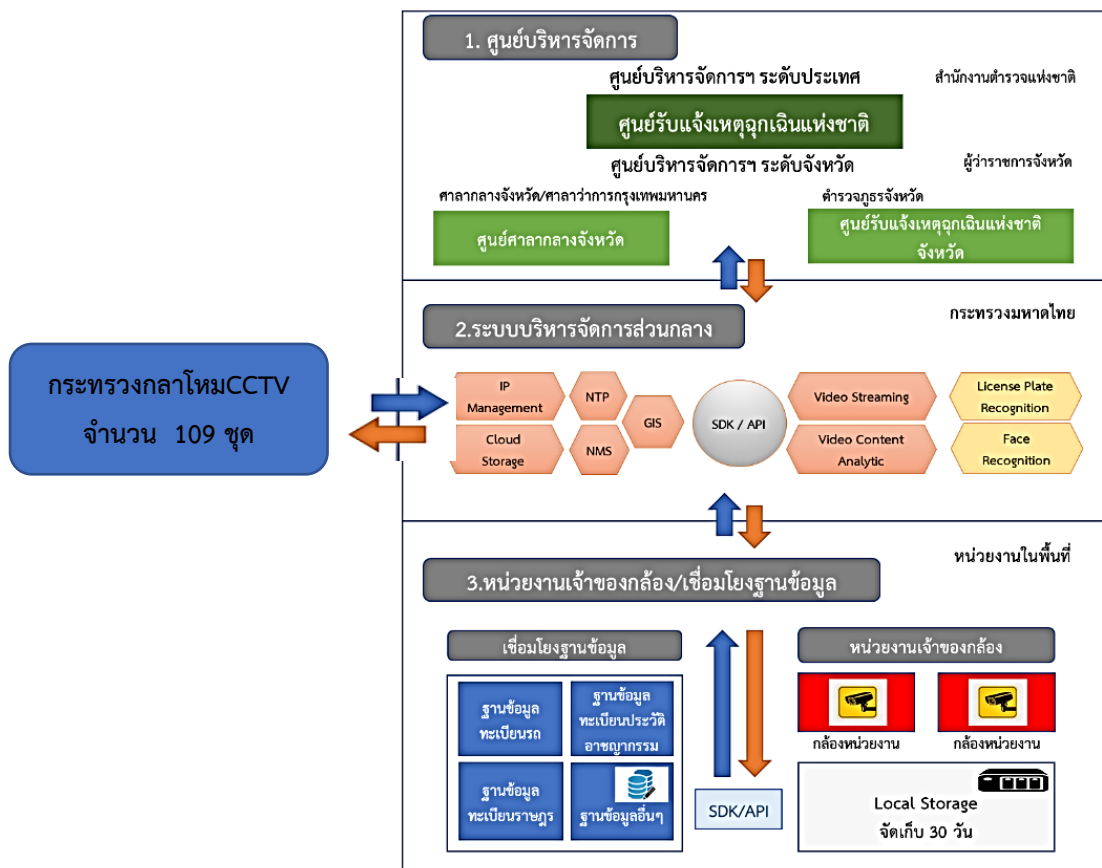 1. ศูนย์บริหารจัดการ
ศูนย์บริหารจัดการฯ ระดับประเทศ
สำนักงานตำรวจแห่งชาติ
ศูนย์รับแจ้งเหตุฉุกเฉินแห่งชาติ
ศูนย์บริหารจัดการฯ ระดับจังหวัด
ผู้ว่าราชการจังหวัด
ศาลากลางจังหวัด/ศาลาว่าการกรุงเทพมหานคร
ตำรวจภูธรจังหวัด
ศูนย์ศาลากลางจังหวัด
ศูนย์รับแจ้งเหตุฉุกเฉินแห่งชาติ
จังหวัด
2.ระบบบริหารจัดการส่วนกลาง
กระทรวงมหาดไทย
กระทรวงกลาโหมCCTV
จำนวน 109 ชุด
IP
Management
NTP
GIS
Cloud
Storage
NMS
SDK / API
Video Streaming
Video Content
Analytic
License Plate
Recognition
Face
Recognition
หน่วยงานในพื้นที่
3.หน่วยงานเจ้าของกล้อง/เชื่อมโยงฐานข้อมูล
เชื่อมโยงฐานข้อมูล
ฐานข้อมูล
ทะเบียนรถ
ฐานข้อมูล
ทะเบียนประวัติ
อาชญากรรม
ฐานข้อมูล
ทะเบียนราษฎร
ฐานข้อมูลอื่นๆ
SDK/API
หน่วยงานเจ้าของกล้อง
กล้องหน่วยงาน
กล้องหน่วยงาน
Local Storage
จัดเก็บ 30 วัน